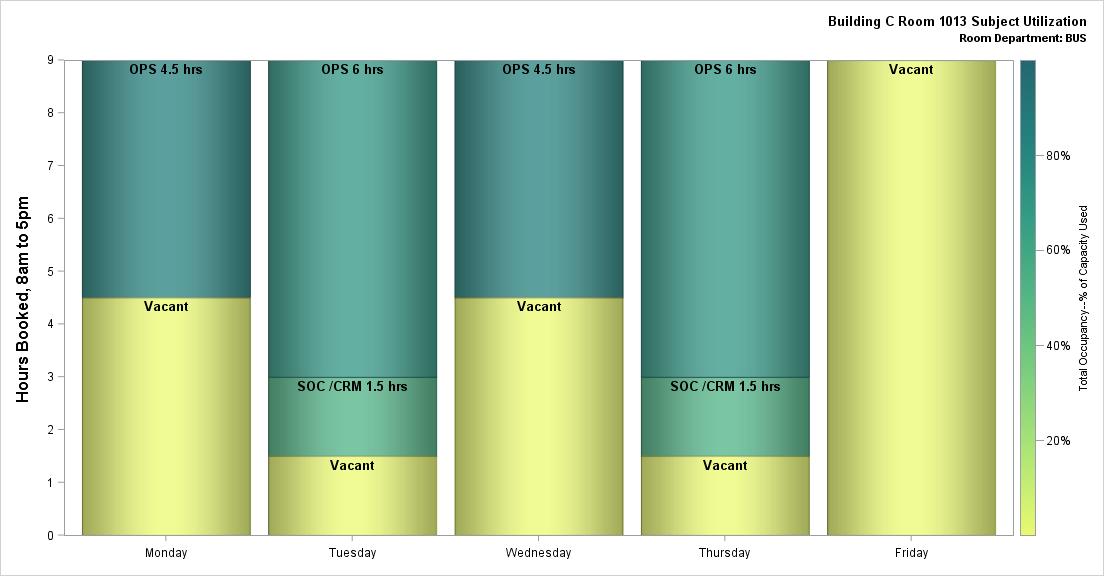 Building C Room 1013 Subject Utilization
Room Department: BUS
Hours Booked, 8am to 5pm
9
8
7
6
5
4
3
2
1
0
OPS 4.5 hrs
Vacant
OPS 6 hrs
SOC /CRM 1.5 hrs
Vacant
OPS 4.5 hrs
Vacant
OPS 6 hrs
SOC /CRM 1.5 hrs
Vacant
Vacant
Monday
Tuesday
Wednesday
Thursday
Friday
80%
60%
40%
20%
Total Occupancy--% of Capacity Used